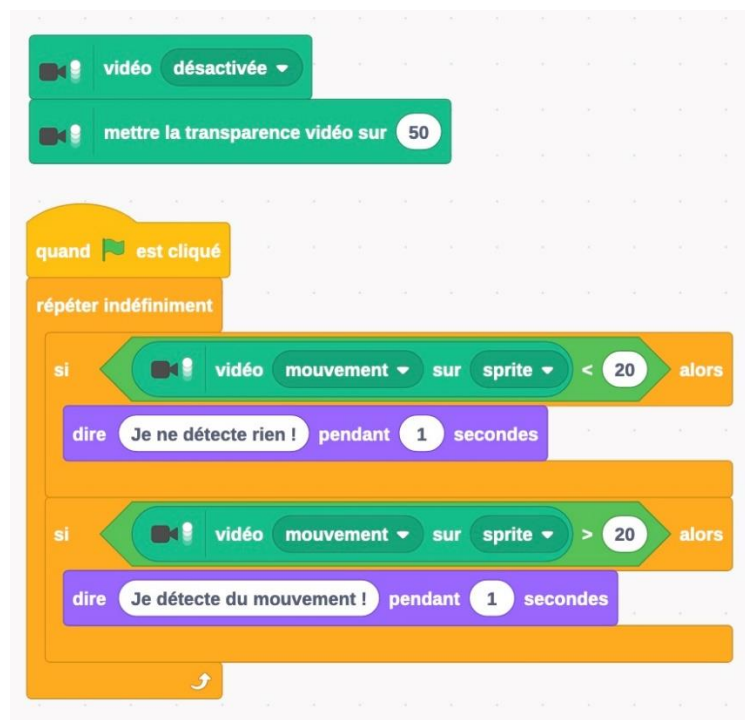 vidéo désactivée
mettre la transparence vidéo sur 50
quand est cliqué
répéter indéfiniment
si vidéo mouvement sur sprite < 20 alors
dire Je ne détecte rien ! pendant 1 secondes
si vidéo mouvement sur sprite > 20 alors
dire Je détecte du mouvement ! pendant 1 secondes